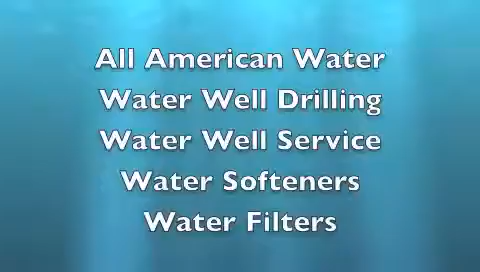 All American Water
Water Well Drilling
Water Well Service
Water Softeners
Water Filters